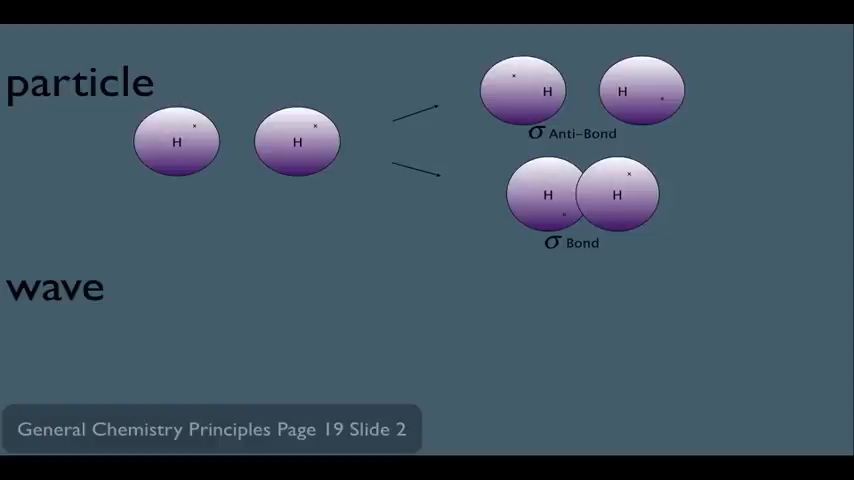 particle
H H
H H
σ Anti-Bond
H H
σ Bond
wave
General Chemistry Principles Page 19 Slide 2